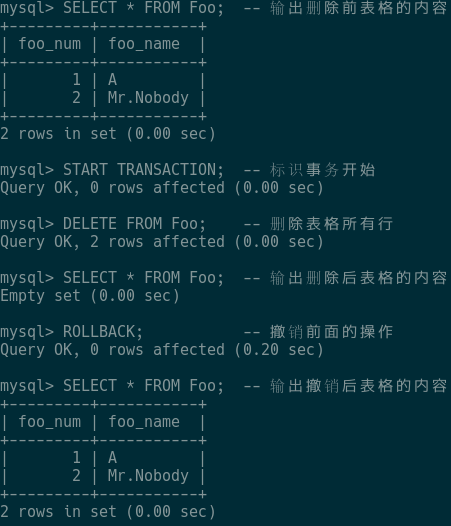 mysql> SELECT * FROM Foo;  -- 输出删除前表格的内容
+---------+-----------+
| foo_num | foo_name  |
+---------+-----------+
|       1 | A         |
|       2 | Mr.Nobody |
+---------+-----------+
2 rows in set (0.00 sec)
mysql> START TRANSACTION;  -- 标识事务开始
Query OK, 0 rows affected (0.00 sec)
mysql> DELETE FROM Foo;    -- 删除表格所有行
Query OK, 2 rows affected (0.00 sec)
mysql> SELECT * FROM Foo;  -- 输出删除后表格的内容
Empty set (0.00 sec)
mysql> ROLLBACK;           -- 撤销前面的操作
Query OK, 0 rows affected (0.20 sec)
mysql> SELECT * FROM Foo;  -- 输出撤销后表格的内容
+---------+-----------+
| foo_num | foo_name  |
+---------+-----------+
|       1 | A         |
|       2 | Mr.Nobody |
+---------+-----------+
2 rows in set (0.00 sec)